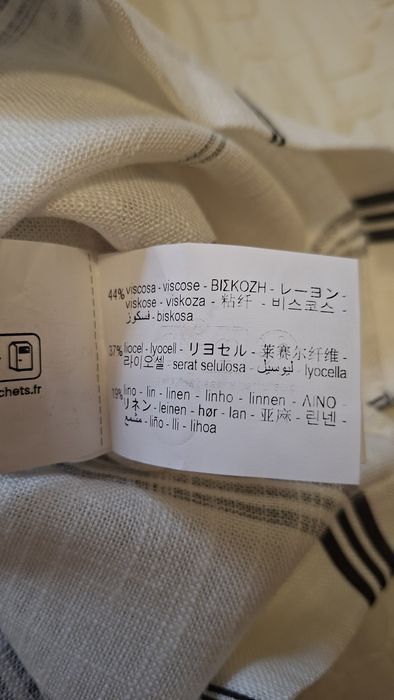 44% viscosa - viscose - ΒΙΣΚΟΖΗ - レーヨン -
viskose - viskoza - 粘纤 - 비스코스 -
فسكوز - biskosa
37% liocel - lyocell - リヨセル - 莱赛尔纤维 -
라이오셀 - serat selulosa - ليوسيل - lyocella
19% lino - lin - linen - linho - linnen - ΛΙΝΟ -
リネン - leinen - hør - lan - 亚麻 - 린넨 -
مشمع - liño - lli - lihoa
chets.fr